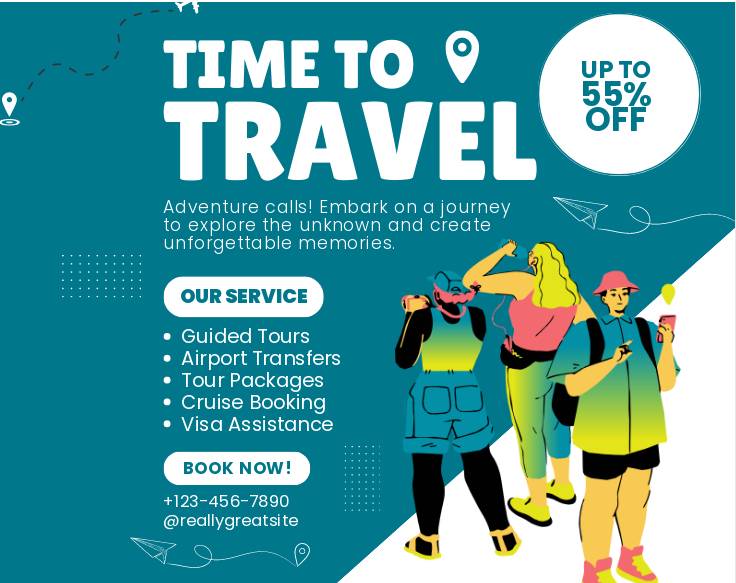 TIME TO
TRAVEL
UP TO
55%
OFF
Adventure calls! Embark on a journey
to explore the unknown and create
unforgettable memories.
OUR SERVICE
• Guided Tours
• Airport Transfers
• Tour Packages
• Cruise Booking
• Visa Assistance
BOOK NOW!
+123-456-7890
@reallygreatsite